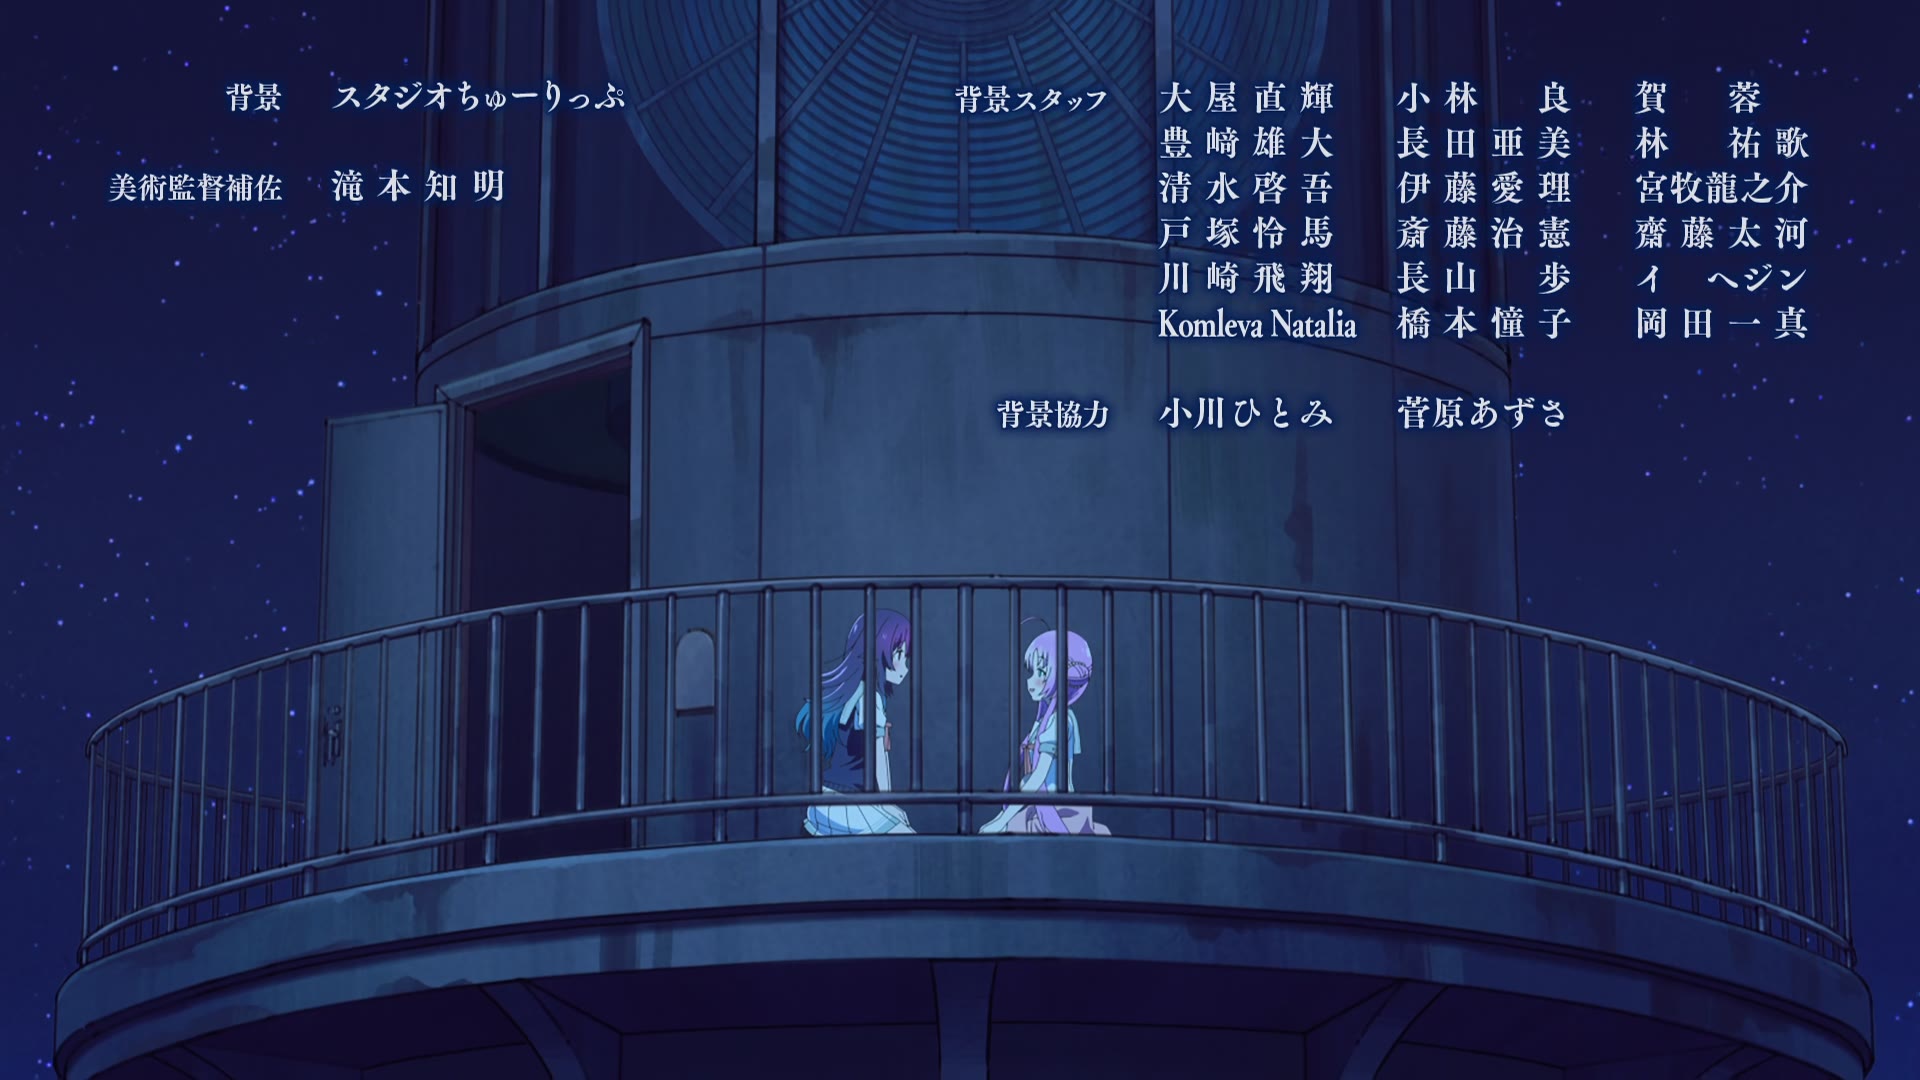 背景 スタジオちゅーりっぷ
美術監督補佐 滝本知明
背景スタッフ 大屋直輝 小林良 賀蓉
豊﨑雄大 長田亜美 林祐歌
清水啓吾 伊藤愛理 宮牧龍之介
戸塚怜馬 斎藤治憲 齋藤太河
川崎飛翔 長山歩 イ ヘジン
Komleva Natalia 橋本憧子 岡田一真
背景協力 小川ひとみ 菅原あずさ